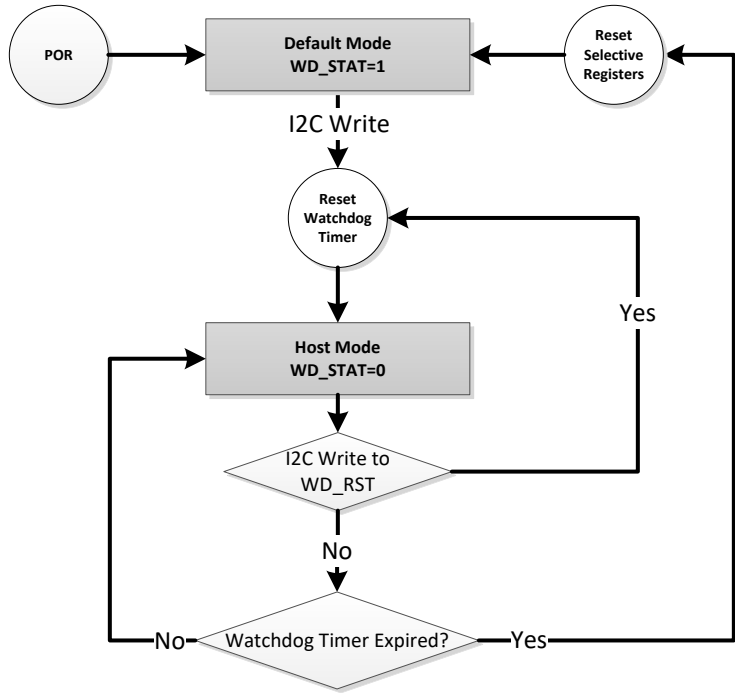 POR
Default Mode
WD_STAT=1
Reset
Selective
Registers
I2C Write
Reset
Watchdog
Timer
Yes
Host Mode
WD_STAT=0
I2C Write to
WD_RST
No
No
Watchdog Timer Expired?
Yes